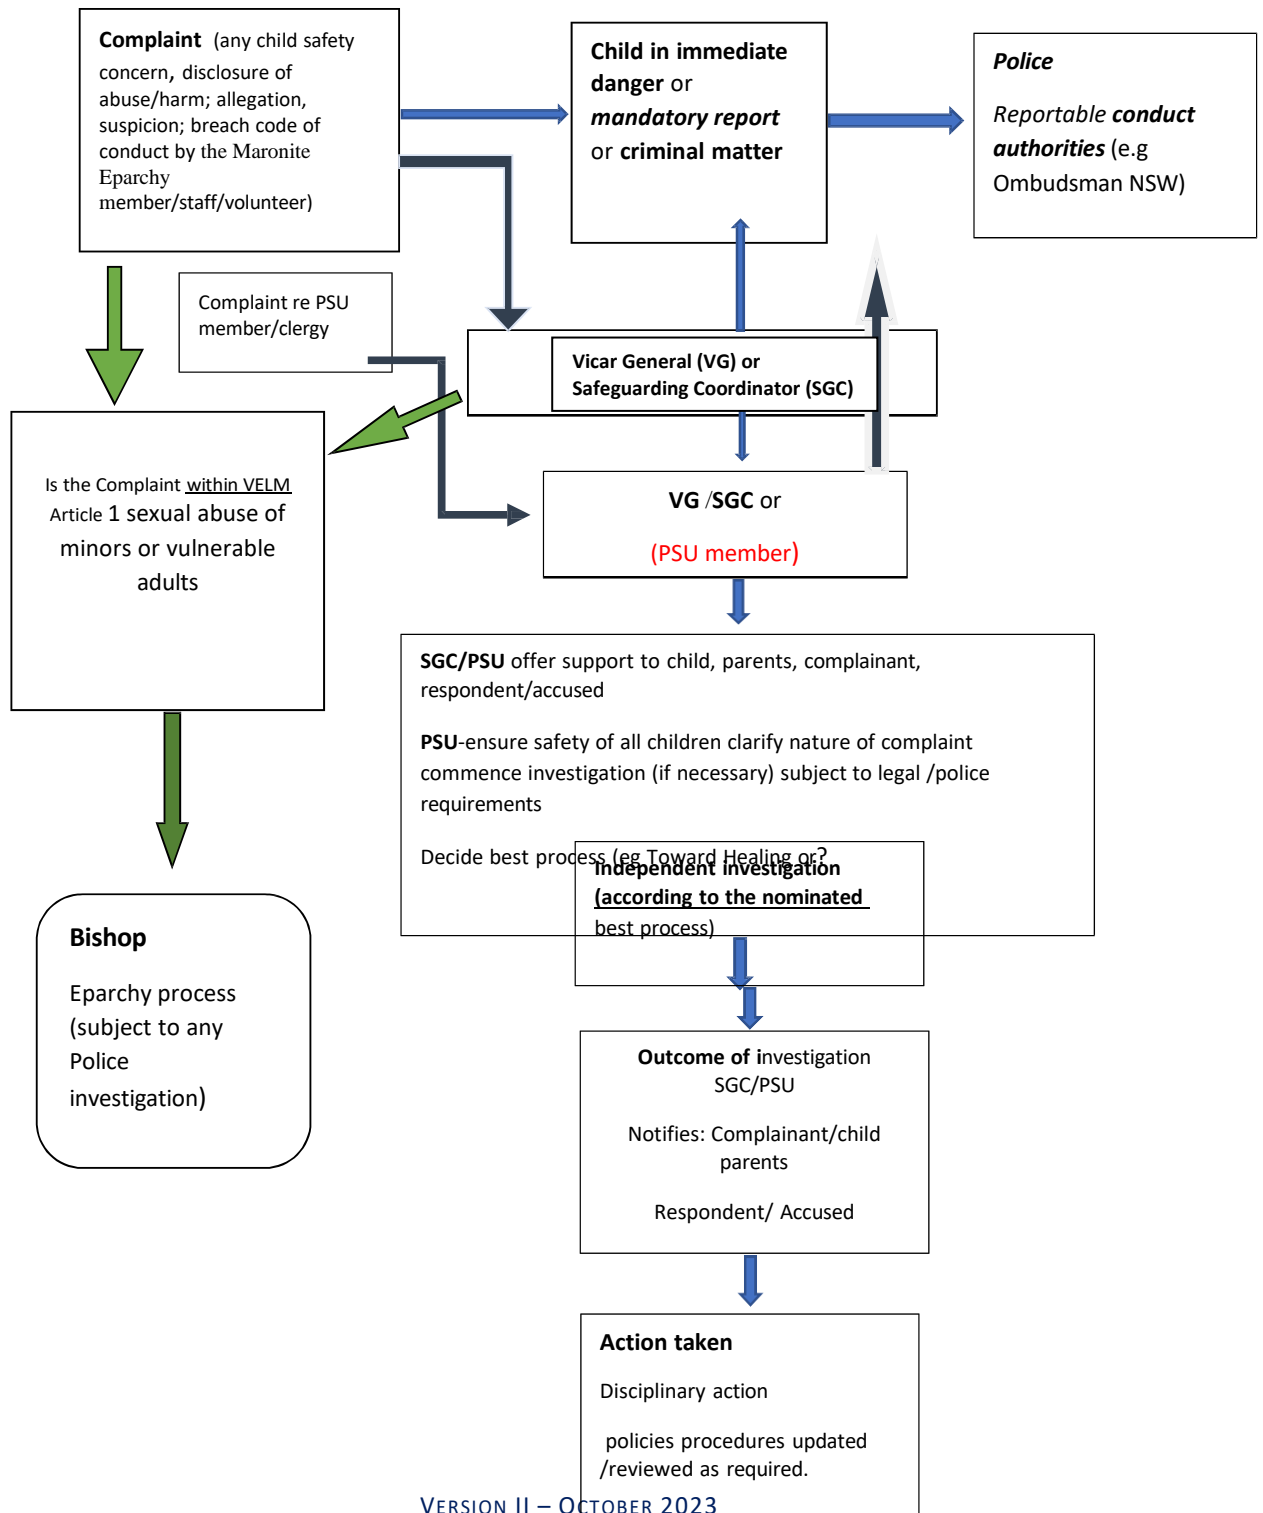 Complaint (any child safety
concern, disclosure of
abuse/harm; allegation,
suspicion; breach code of
conduct by the Maronite
Eparchy
member/staff/volunteer)
Child in immediate
danger or
mandatory report
or criminal matter
Police
Reportable conduct
authorities (e.g
Ombudsman NSW)
Complaint re PSU
member/clergy
Vicar General (VG) or
Safeguarding Coordinator (SGC)
Is the Complaint within VELM
Article 1 sexual abuse of
minors or vulnerable
adults
VG /SGC or
(PSU member)
SGC/PSU offer support to child, parents, complainant,
respondent/accused
PSU-ensure safety of all children clarify nature of complaint
commence investigation (if necessary) subject to legal /police
requirements
Decide best process (eg Toward Healing or?
Independent investigation
(according to the nominated
best process)
Bishop
Eparchy process
(subject to any
Police
investigation)
Outcome of investigation
SGC/PSU
Notifies: Complainant/child
parents
Respondent/ Accused
Action taken
Disciplinary action
policies procedures updated
/reviewed as required.
VERSION II – OCTOBER 2023